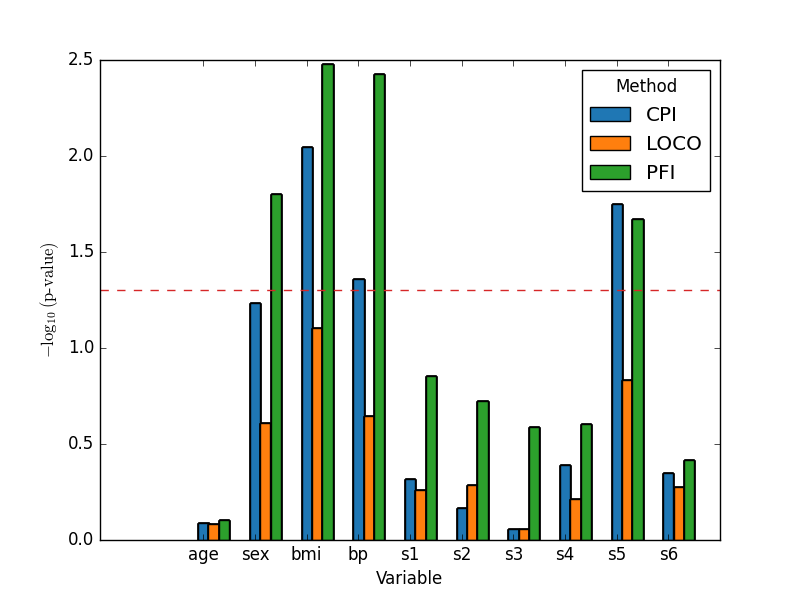 2.5
2.0
1.5
1.0
0.5
0.0
−log₁₀ (p-value)
Method
CPI
LOCO
PFI
age sex bmi bp s1 s2 s3 s4 s5 s6
Variable